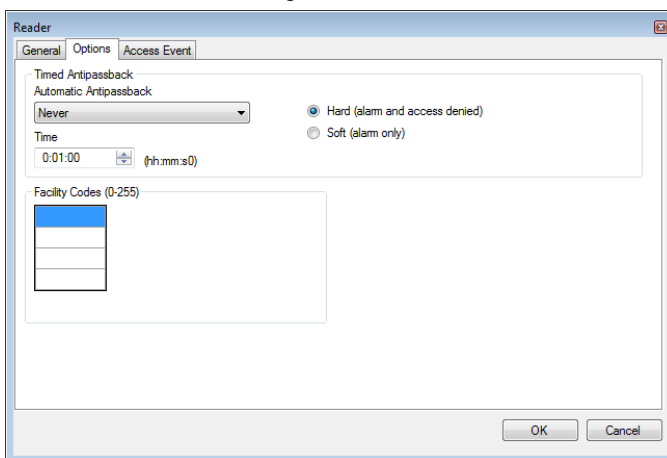 Reader
General Options Access Event
Timed Antipassback
Automatic Antipassback
Never
Hard (alarm and access denied)
Soft (alarm only)
Time
0:01:00 (hh:mm:s0)
Facility Codes (0-255)
OK Cancel